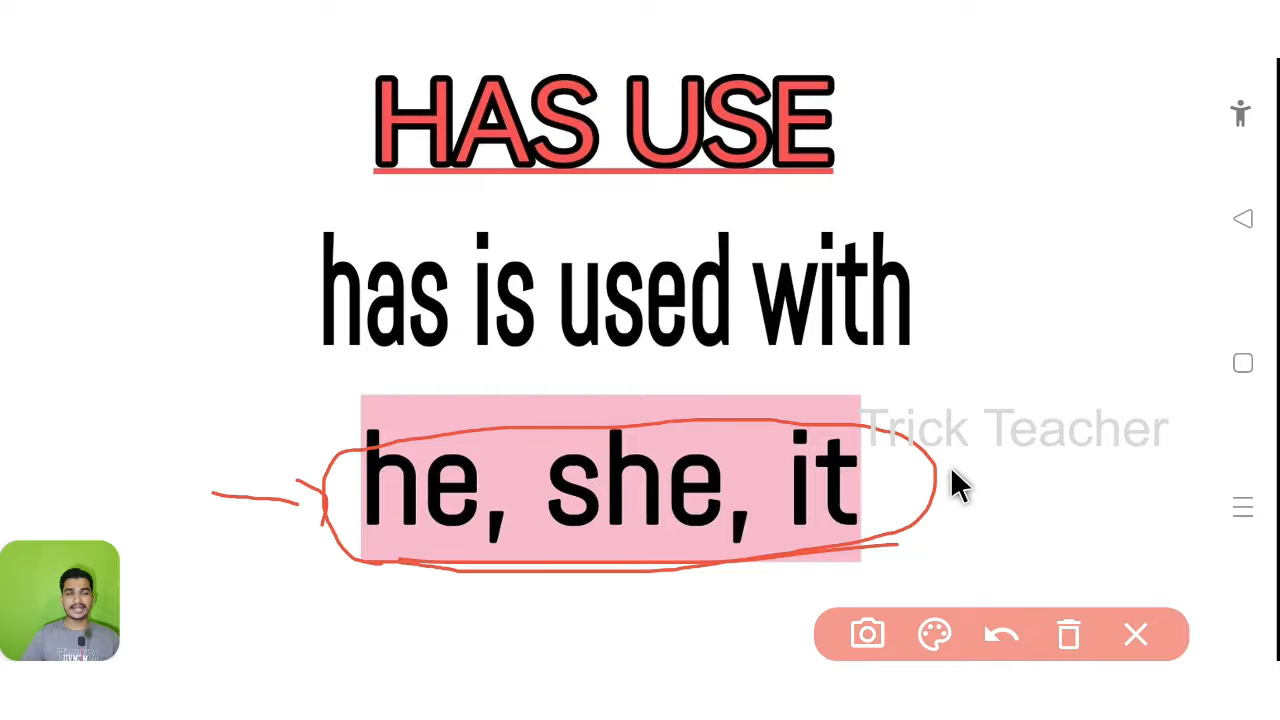 HAS USE
has is used with
he, she, it
Trick Teacher